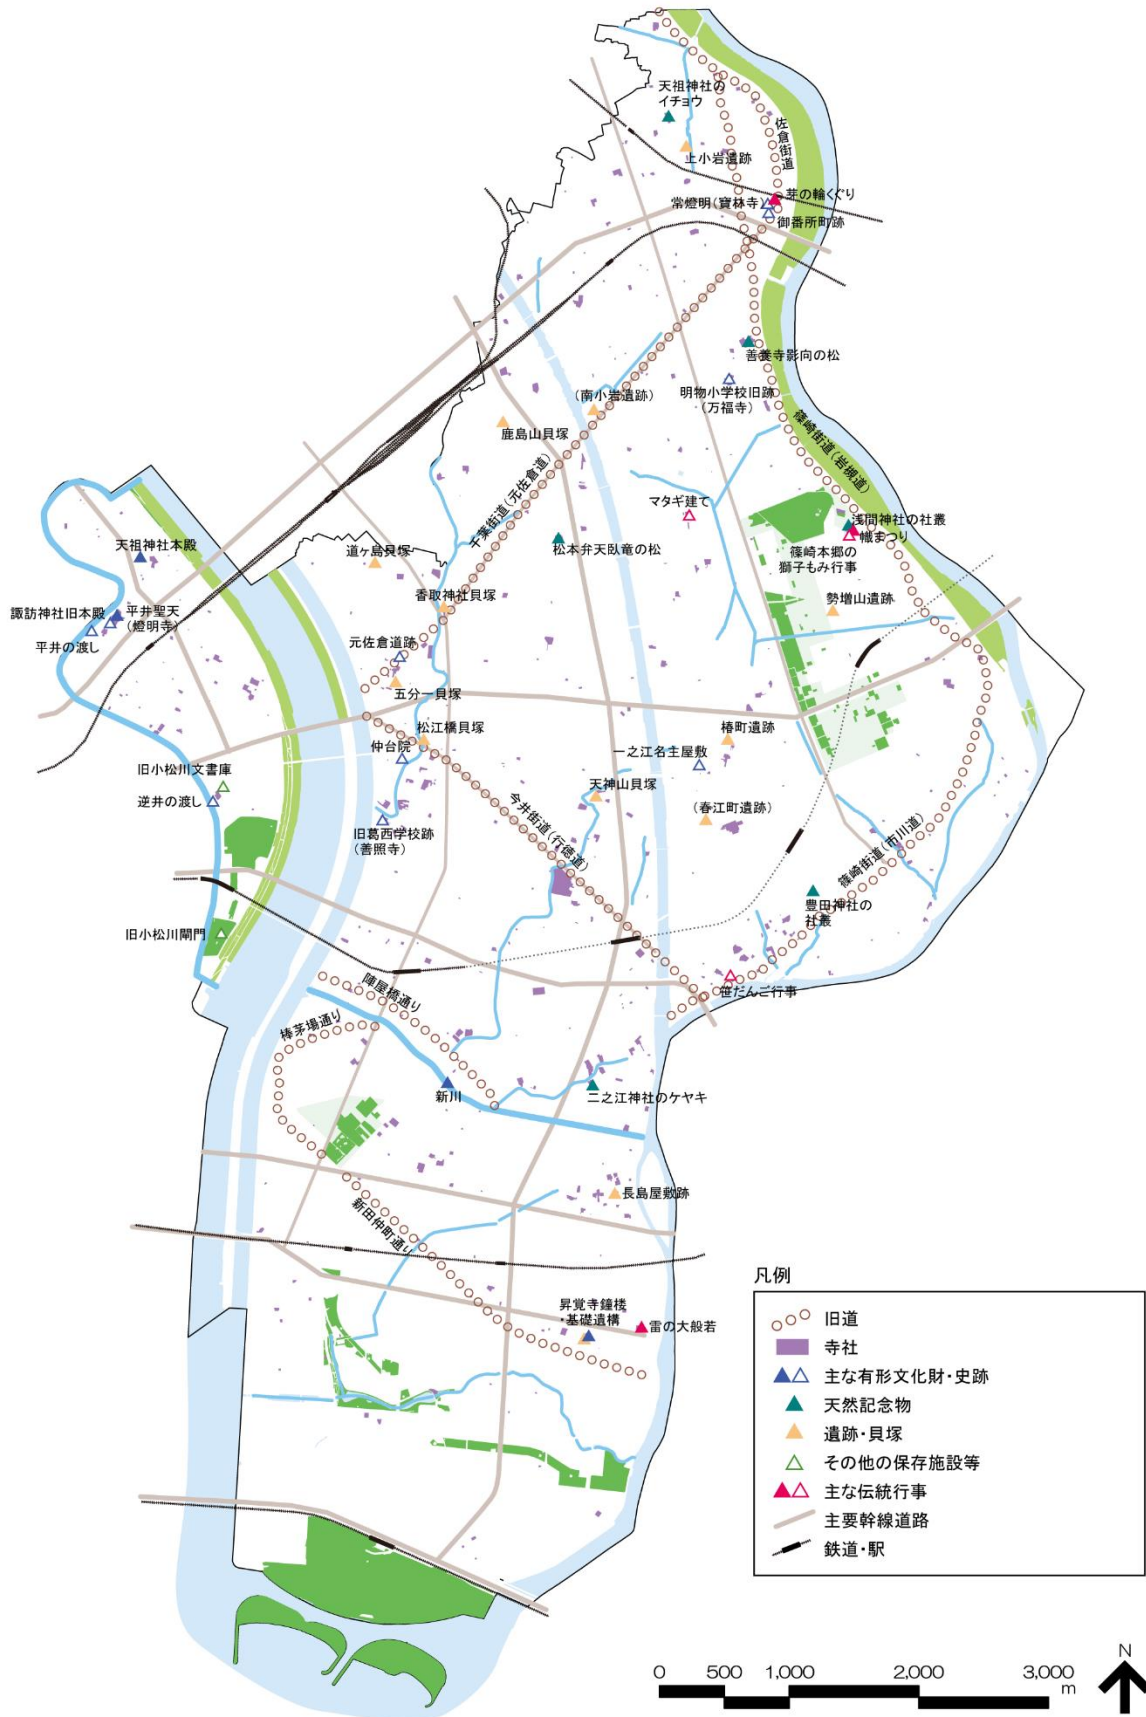 天祖神社の
イチョウ
上小岩遺跡
佐倉街道
芽の輪くぐり
常燈明(寶林寺)
御番所町跡
善養寺影向の松
(南小岩遺跡)
明物小学校旧跡
(万福寺)
鹿島山貝塚
篠崎街道(岩槻道)
千葉街道(元佐倉道)
マタギ建て
浅間神社の社叢
幟まつり
天祖神社本殿
道ヶ島貝塚
松本弁天臥竜の松
篠崎本郷の
獅子もみ行事
香取神社貝塚
勢増山遺跡
諏訪神社旧本殿
平井聖天
(燈明寺)
平井の渡し
元佐倉道跡
五分一貝塚
松江橋貝塚
椿町遺跡
仲台院
一之江名主屋敷
旧小松川文書庫
天神山貝塚
逆井の渡し
今井街道(行徳道)
(春江町遺跡)
旧葛西学校跡
(善照寺)
篠崎街道(市川道)
豊田神社の
社叢
旧小松川閘門
陣屋橋通り
笹だんご行事
棒茅場通り
新川
二之江神社のケヤキ
長島屋敷跡
新田仲町通り
昇覚寺鐘楼
・基礎遺構
雷の大般若
凡例
旧道
寺社
主な有形文化財・史跡
天然記念物
遺跡・貝塚
その他の保存施設等
主な伝統行事
主要幹線道路
鉄道・駅
0 500 1,000 2,000 3,000
m
N